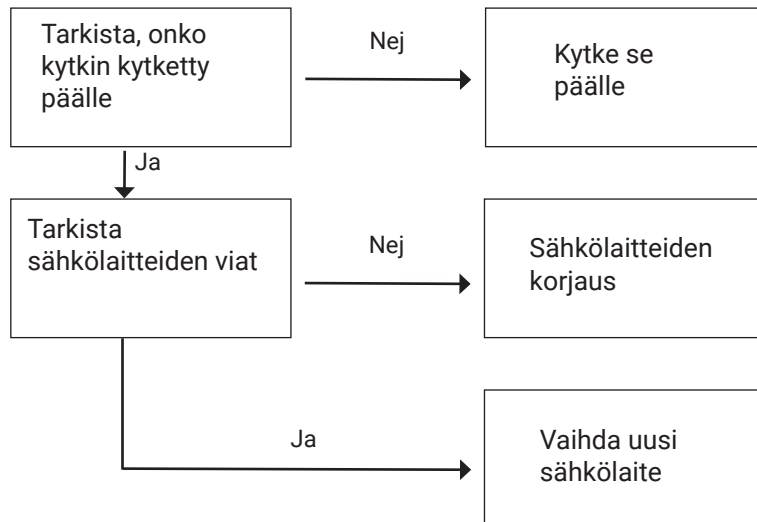 Tarkista, onko
kytkin kytketty
päälle
Nej
Kytke se
päälle
Ja
Tarkista
sähkölaitteiden viat
Nej
Sähkölaitteiden
korjaus
Ja
Vaihda uusi
sähkölaite